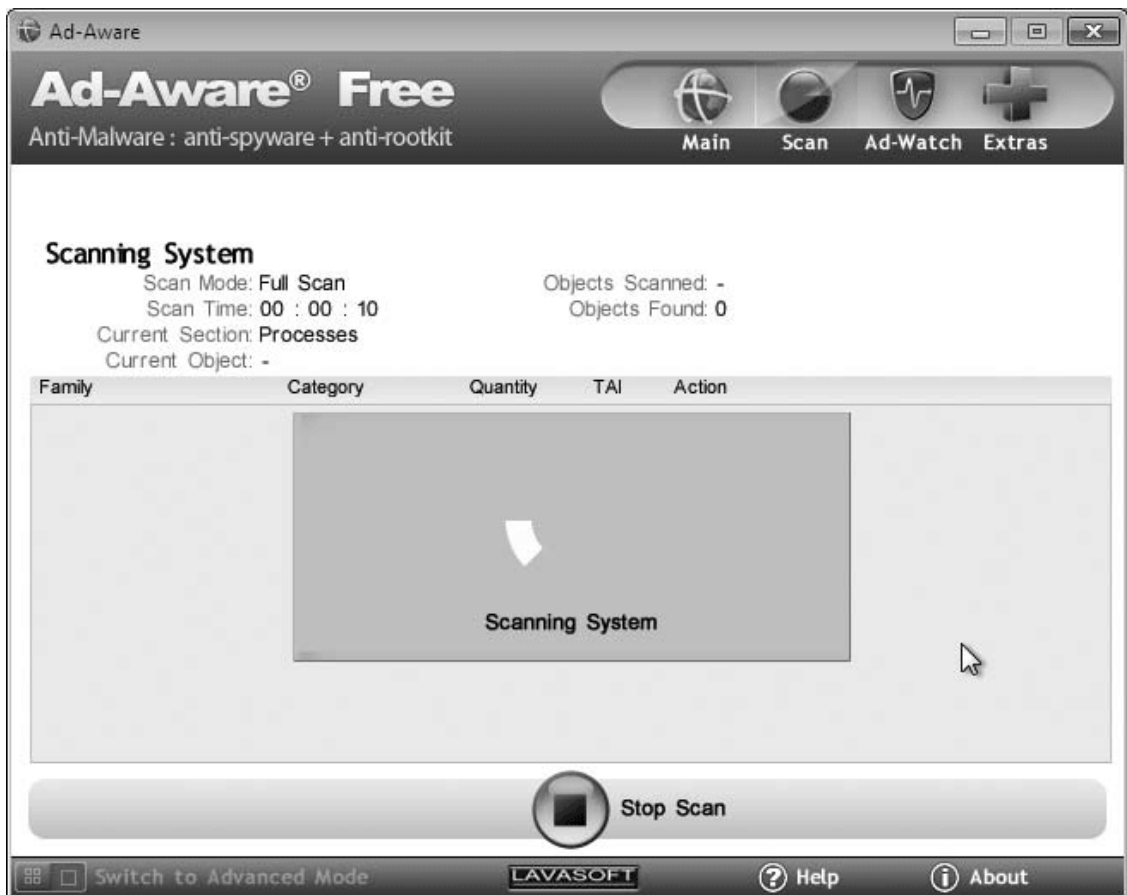 Ad-Aware
Ad-Aware® Free
Anti-Malware : anti-spyware + anti-rootkit
Main Scan Ad-Watch Extras
Scanning System
Scan Mode: Full Scan Objects Scanned: -
Scan Time: 00 : 00 : 10 Objects Found: 0
Current Section: Processes
Current Object: -
Family Category Quantity TAI Action
Scanning System
Stop Scan
Switch to Advanced Mode LAVASOFT Help About